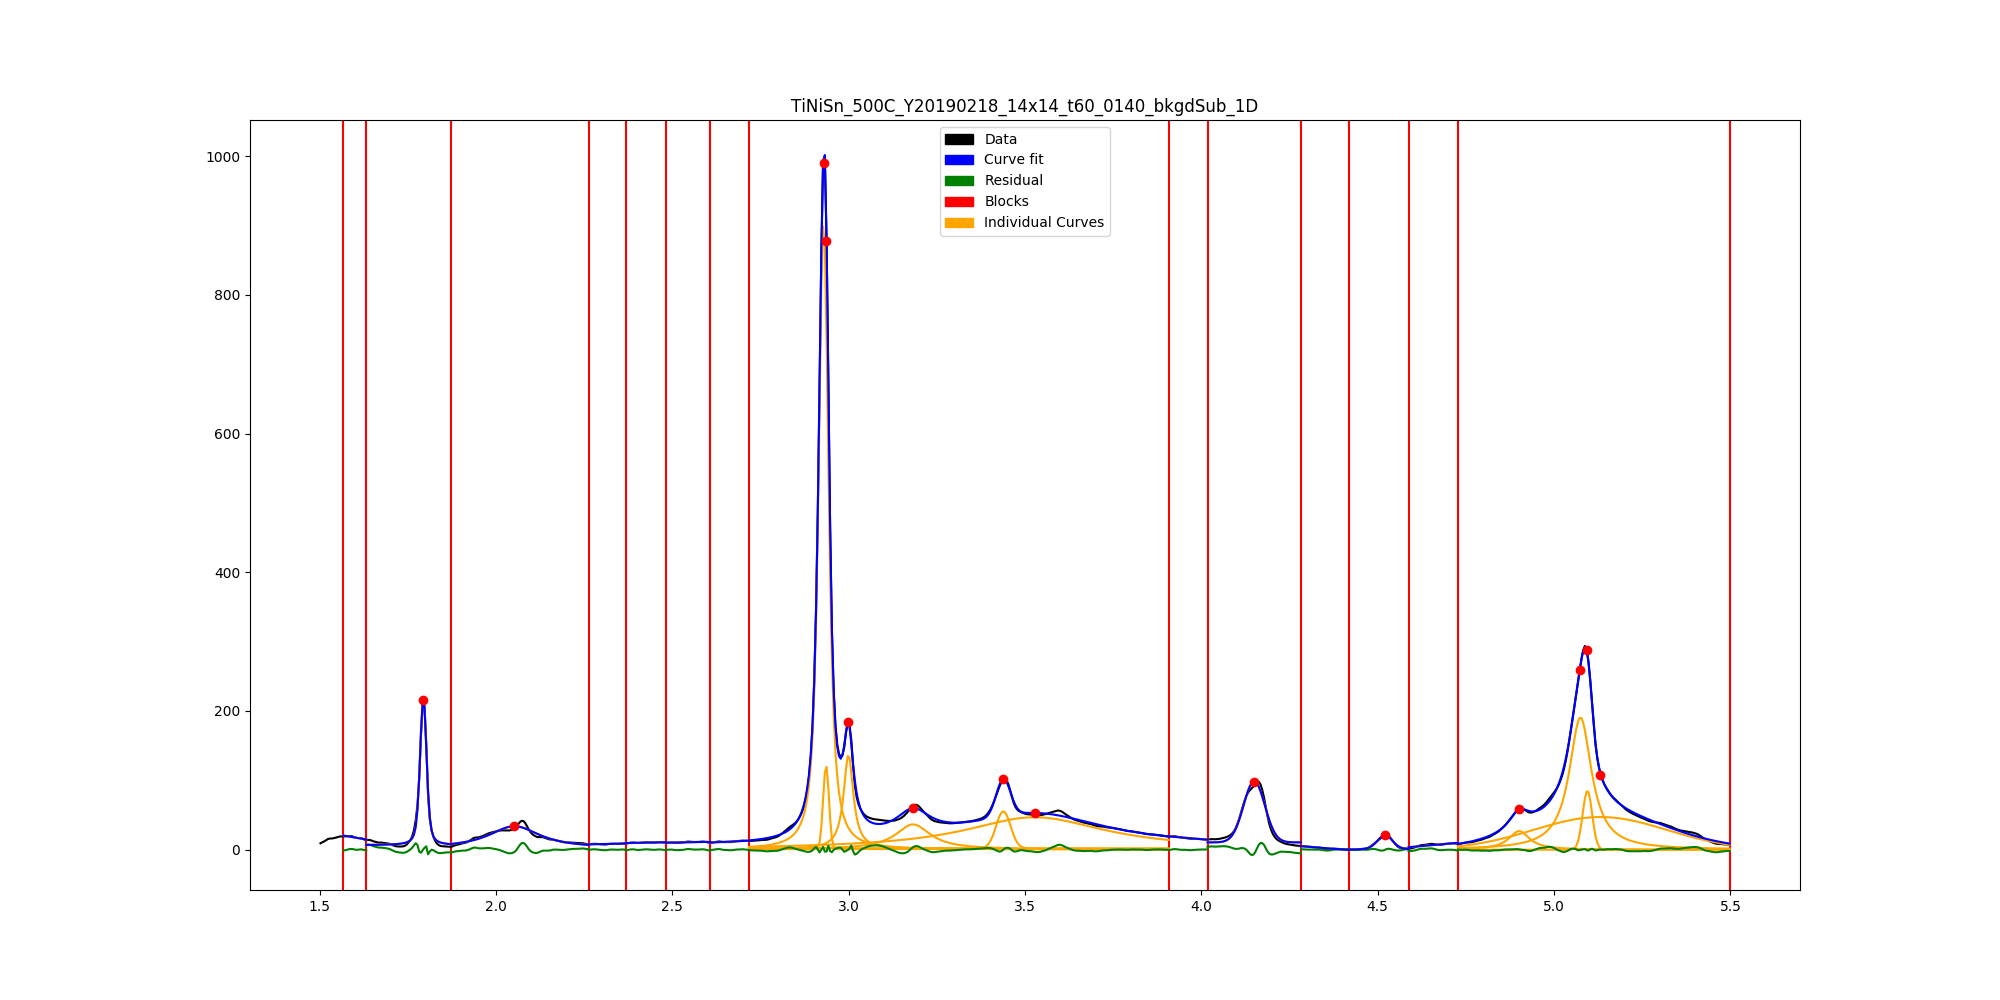 TiNiSn_500C_Y20190218_14x14_t60_0140_bkgdSub_1D
Data
Curve fit
Residual
Blocks
Individual Curves
1000
800
600
400
200
0
1.5 2.0 2.5 3.0 3.5 4.0 4.5 5.0 5.5